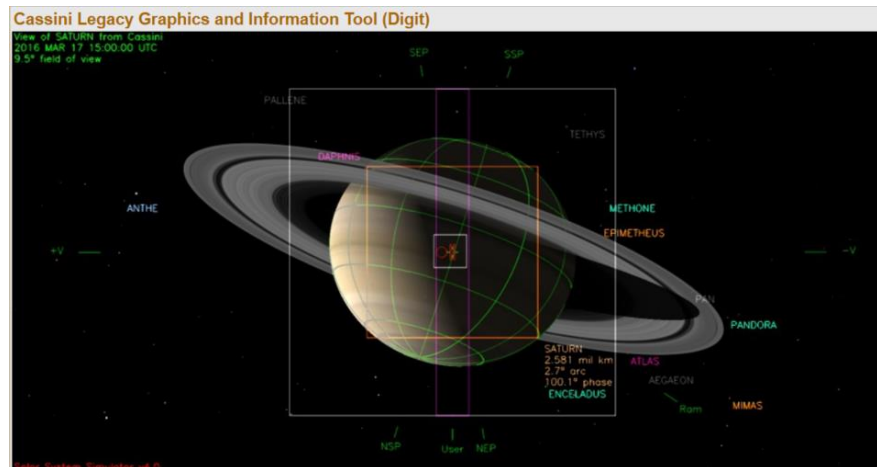 Cassini Legacy Graphics and Information Tool (Digit)
View of SATURN from Cassini
2016 MAR 17 15:00:00 UTC
9.5° field of view
SEP
SSP
PALLENE
TETHYS
DAPHNIS
ANTHE
METHONE
EPIMETHEUS
+V
-V
PAN
PANDORA
SATURN
2.581 mil km
2.7° arc
100.1° phase
ATLAS
AEGAEON
ENCELADUS
Ram
MIMAS
NSP
User
NEP